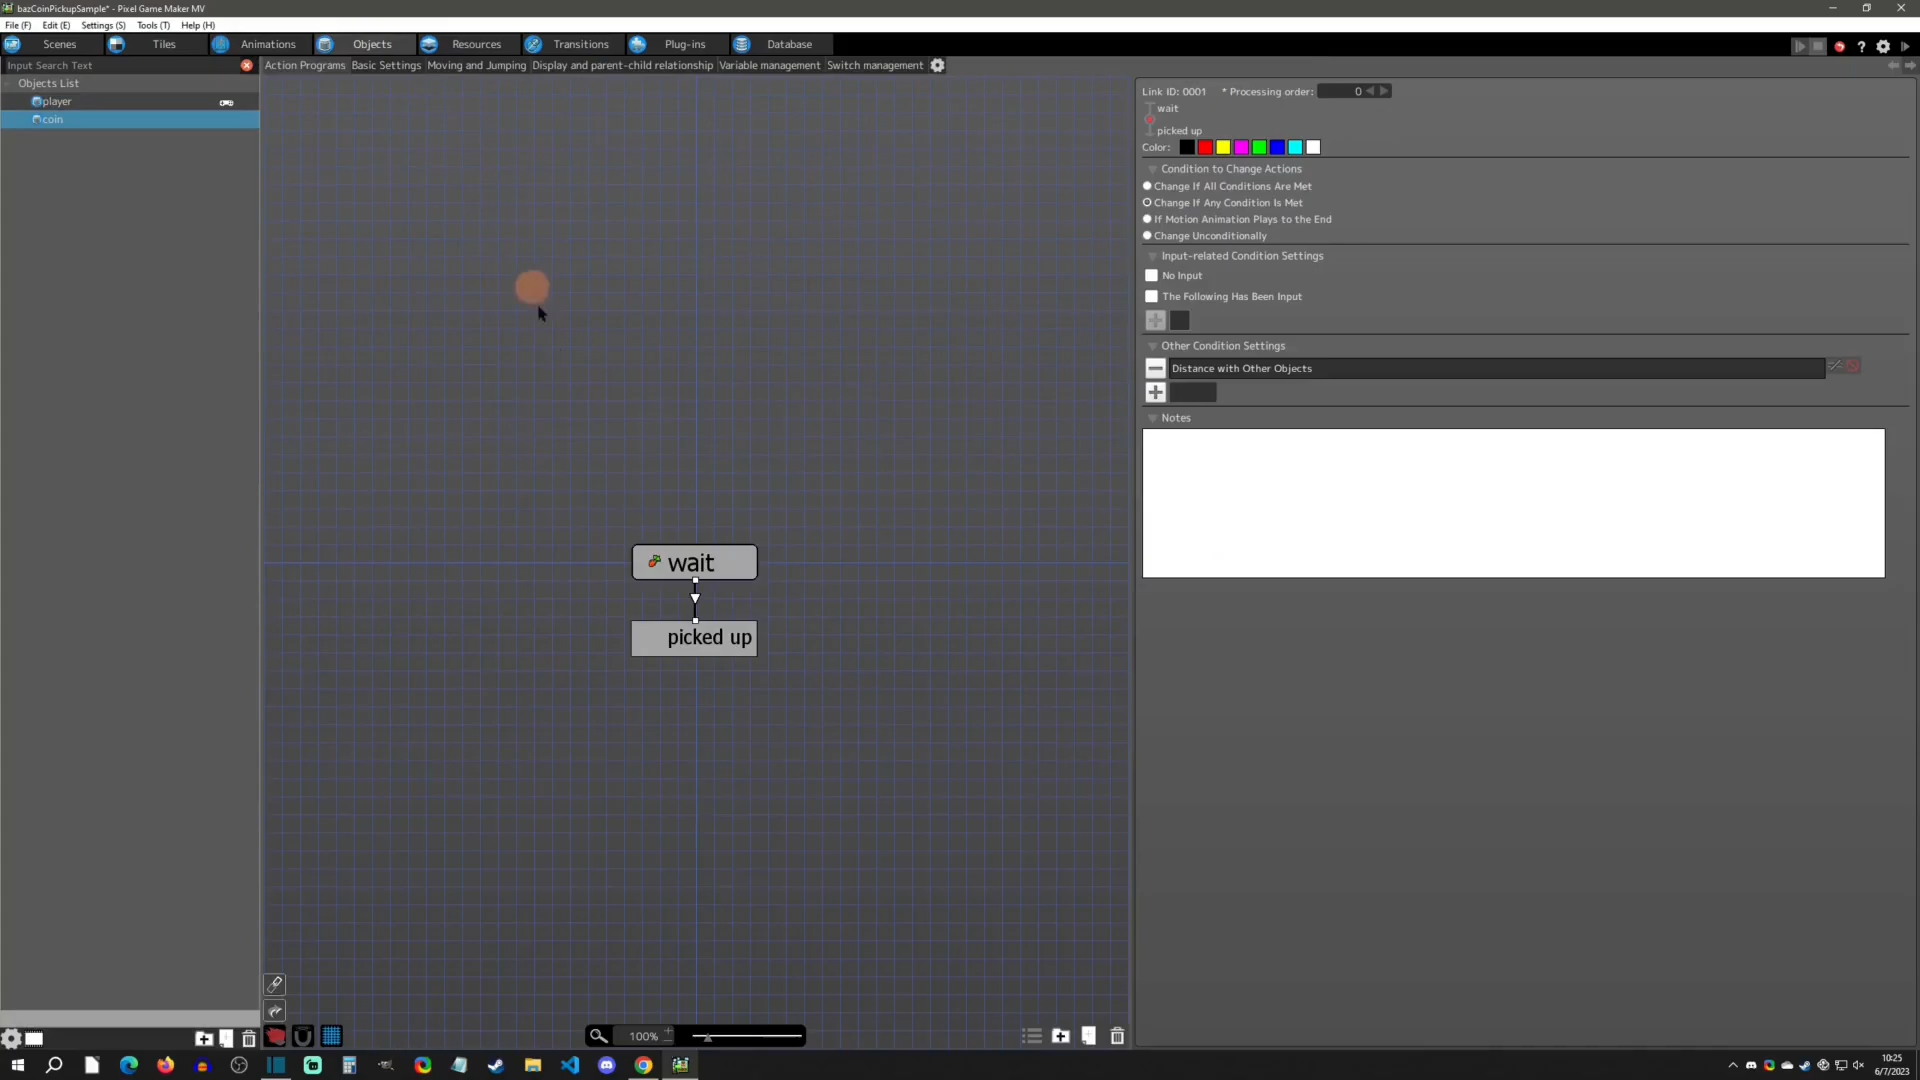 bazCoinPickupSample* - Pixel Game Maker MV
File (F) Edit (E) Settings (S) Tools (T) Help (H)
Scenes Tiles Animations Objects Resources Transitions Plug-ins Database
Input Search Text
Action Programs Basic Settings Moving and Jumping Display and parent-child relationship Variable management Switch management
Objects List
player
coin
wait
picked up
100%
Link ID: 0001 * Processing order: 0
wait
picked up
Color:
Condition to Change Actions
Change If All Conditions Are Met
Change If Any Condition Is Met
If Motion Animation Plays to the End
Change Unconditionally
Input-related Condition Settings
No Input
The Following Has Been Input
Other Condition Settings
Distance with Other Objects
Notes
10:25
6/7/2023